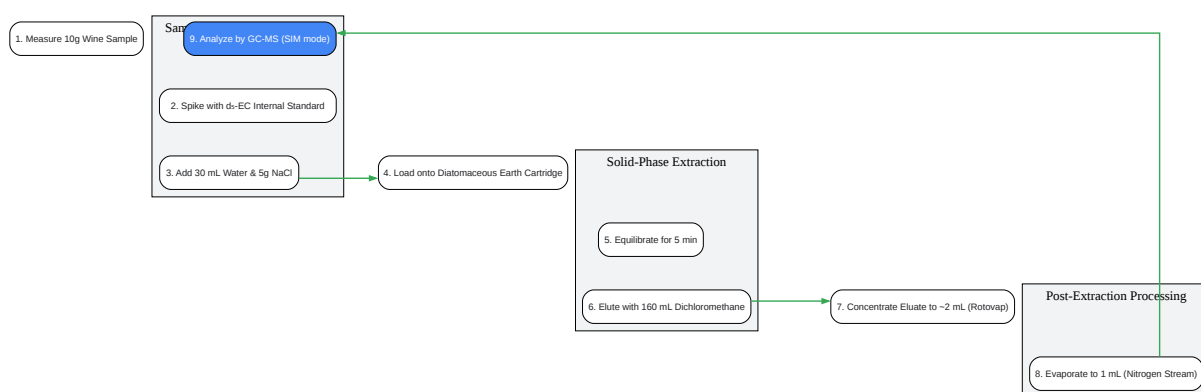 1. Measure 10g Wine Sample
Sam
9. Analyze by GC-MS (SIM mode)
2. Spike with d₅-EC Internal Standard
3. Add 30 mL Water & 5g NaCl
4. Load onto Diatomaceous Earth Cartridge
Solid-Phase Extraction
5. Equilibrate for 5 min
6. Elute with 160 mL Dichloromethane
7. Concentrate Eluate to ~2 mL (Rotovap)
Post-Extraction Processing
8. Evaporate to 1 mL (Nitrogen Stream)